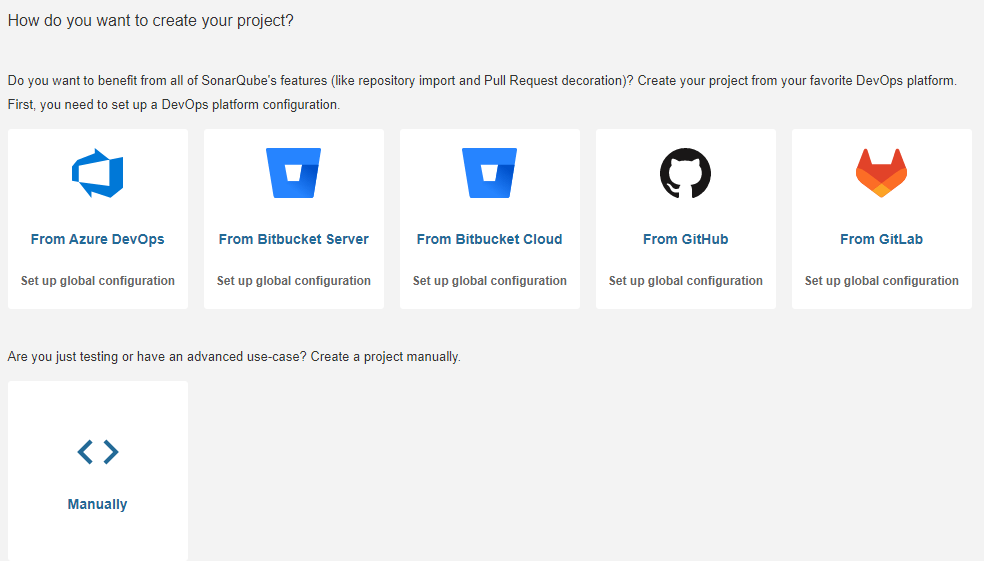 How do you want to create your project?
Do you want to benefit from all of SonarQube's features (like repository import and Pull Request decoration)? Create your project from your favorite DevOps platform.
First, you need to set up a DevOps platform configuration.
From Azure DevOps
Set up global configuration
From Bitbucket Server
Set up global configuration
From Bitbucket Cloud
Set up global configuration
From GitHub
Set up global configuration
From GitLab
Set up global configuration
Are you just testing or have an advanced use-case? Create a project manually.
Manually